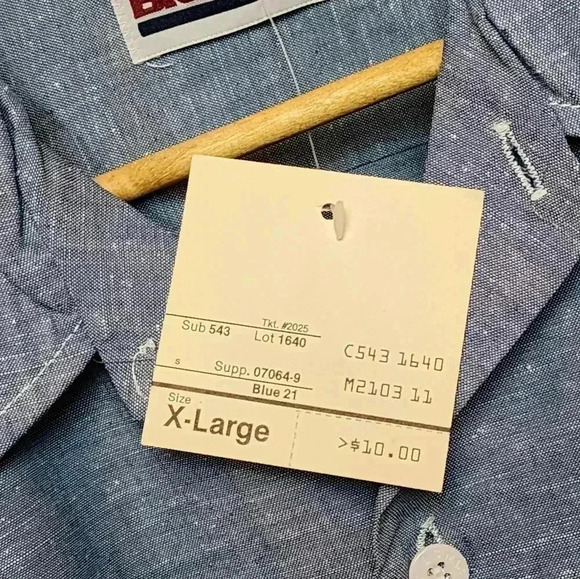 Tkt. #2025
Sub 543 Lot 1640
C543 1640
s Supp. 07064-9
Blue 21
M2103 11
Size
X-Large
>$10.00